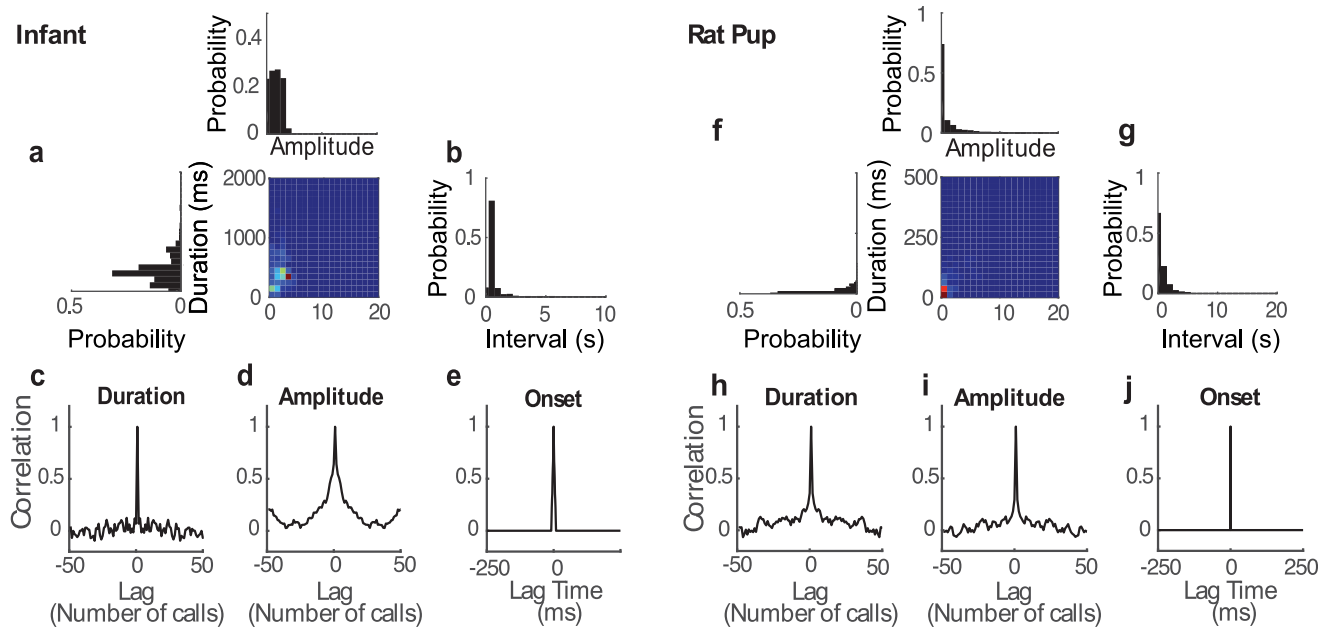 Infant
Probability
0.4
0.2
0
Amplitude
a
Duration (ms)
2000
1000
0
0.5
0
Probability
0
10
20
b
Probability
1
0.5
0
0
5
10
Interval (s)
c
Duration
Correlation
1
0.5
0
-50
0
50
Lag
(Number of calls)
d
Amplitude
1
0.5
0
-50
0
50
Lag
(Number of calls)
e
Onset
1
0.5
0
-250
0
Lag Time
(ms)
Rat Pup
Probability
1
0.5
0
Amplitude
f
Duration (ms)
500
250
0
0.5
0
Probability
0
10
20
g
Probability
1
0.5
0
0
10
20
Interval (s)
h
Duration
Correlation
1
0.5
0
-50
0
50
Lag
(Number of calls)
i
Amplitude
1
0.5
0
-50
0
50
Lag
(Number of calls)
j
Onset
1
0.5
0
-250
0
250
Lag Time
(ms)